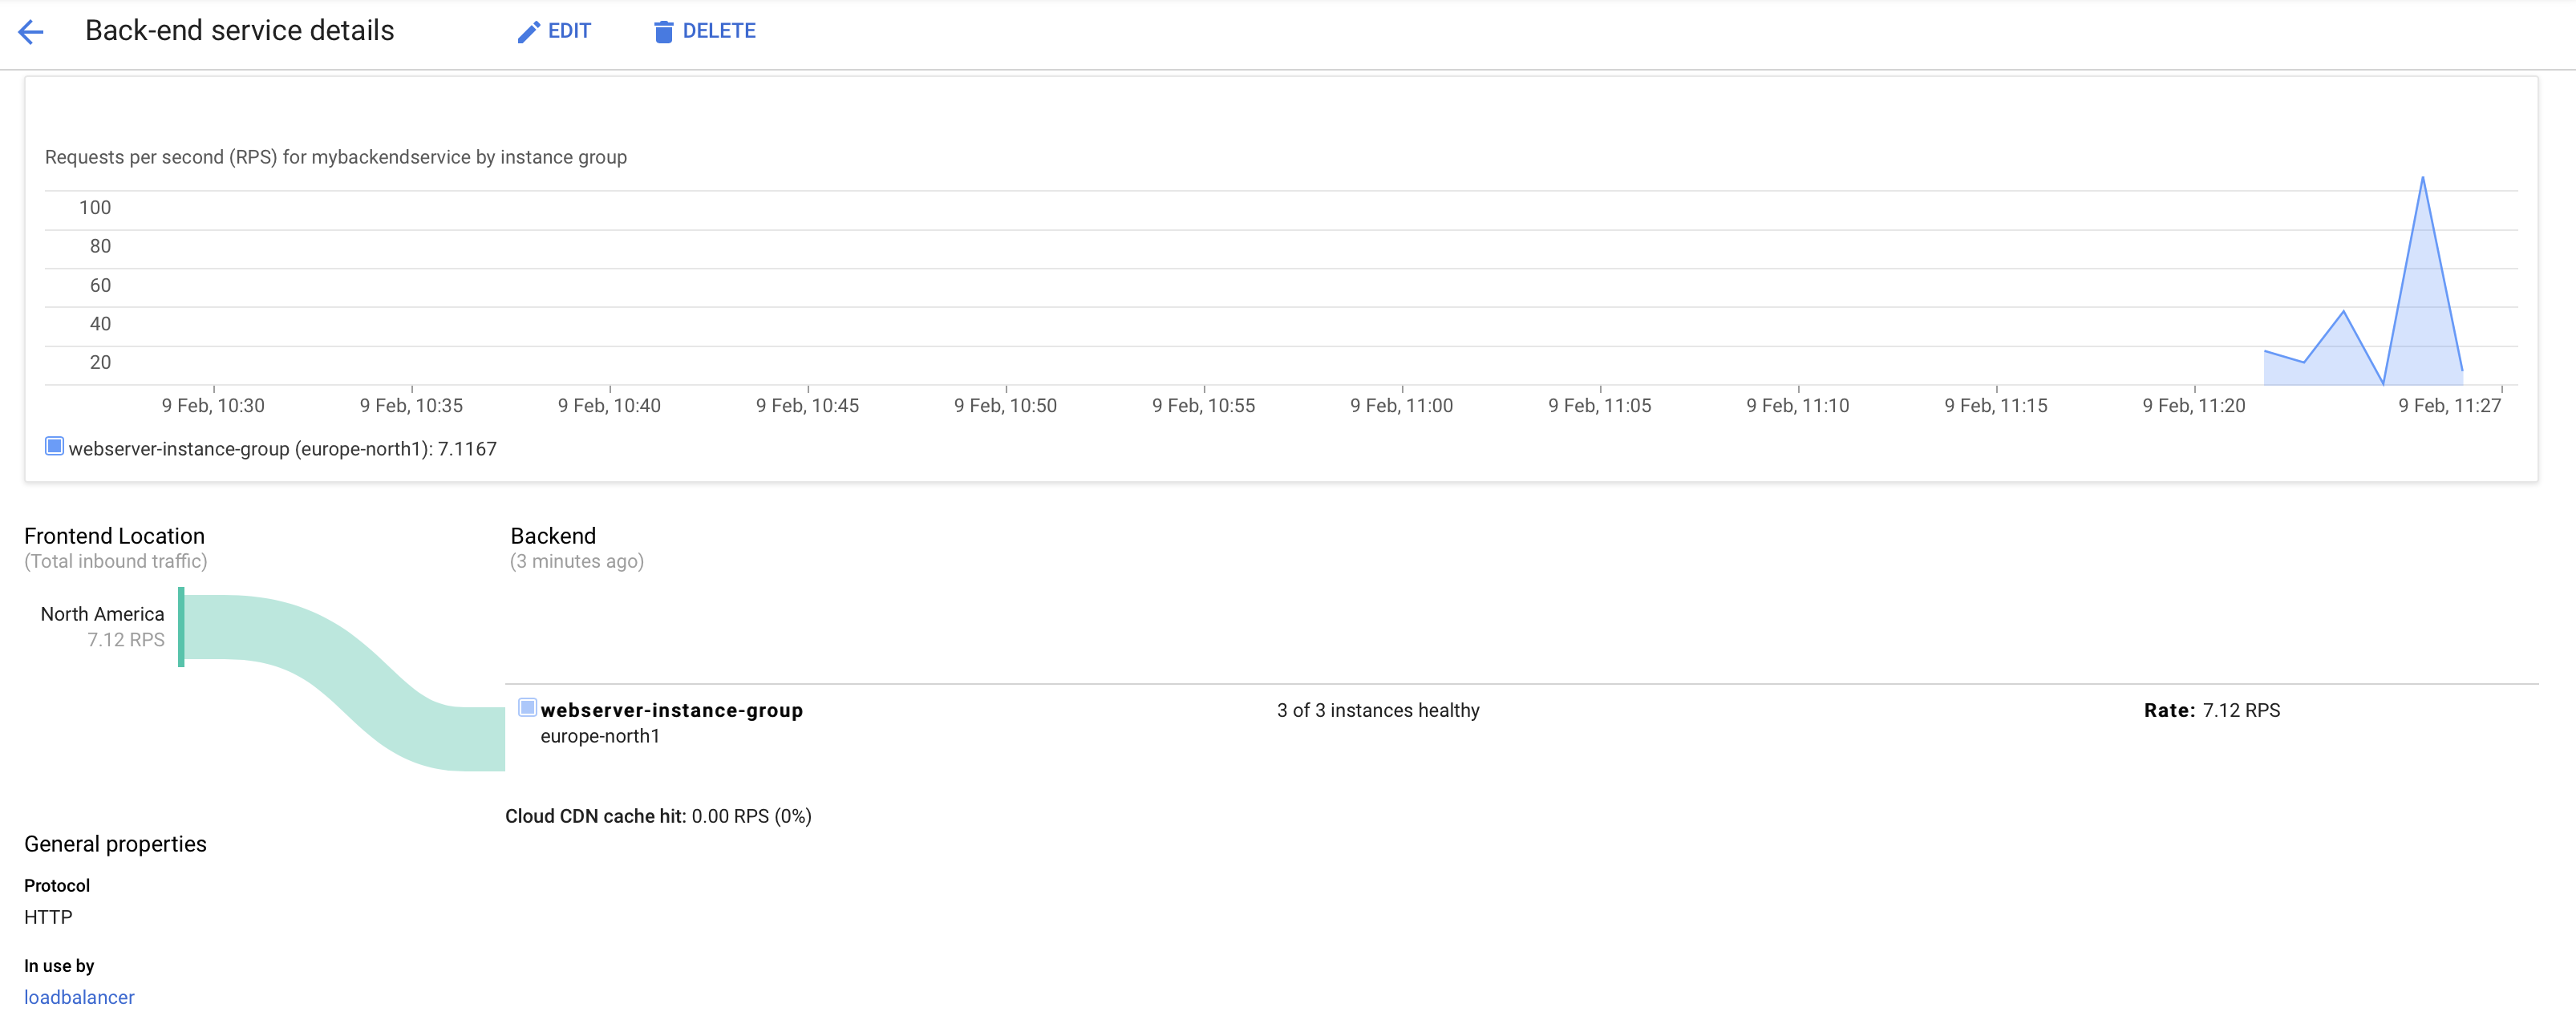 Back-end service details
EDIT
DELETE
Requests per second (RPS) for mybackendservice by instance group
100
80
60
40
20
9 Feb, 10:30
9 Feb, 10:35
9 Feb, 10:40
9 Feb, 10:45
9 Feb, 10:50
9 Feb, 10:55
9 Feb, 11:00
9 Feb, 11:05
9 Feb, 11:10
9 Feb, 11:15
9 Feb, 11:20
9 Feb, 11:27
webserver-instance-group (europe-north1): 7.1167
Frontend Location
(Total inbound traffic)
Backend
(3 minutes ago)
North America
7.12 RPS
webserver-instance-group
europe-north1
3 of 3 instances healthy
Rate: 7.12 RPS
Cloud CDN cache hit: 0.00 RPS (0%)
General properties
Protocol
HTTP
In use by
loadbalancer